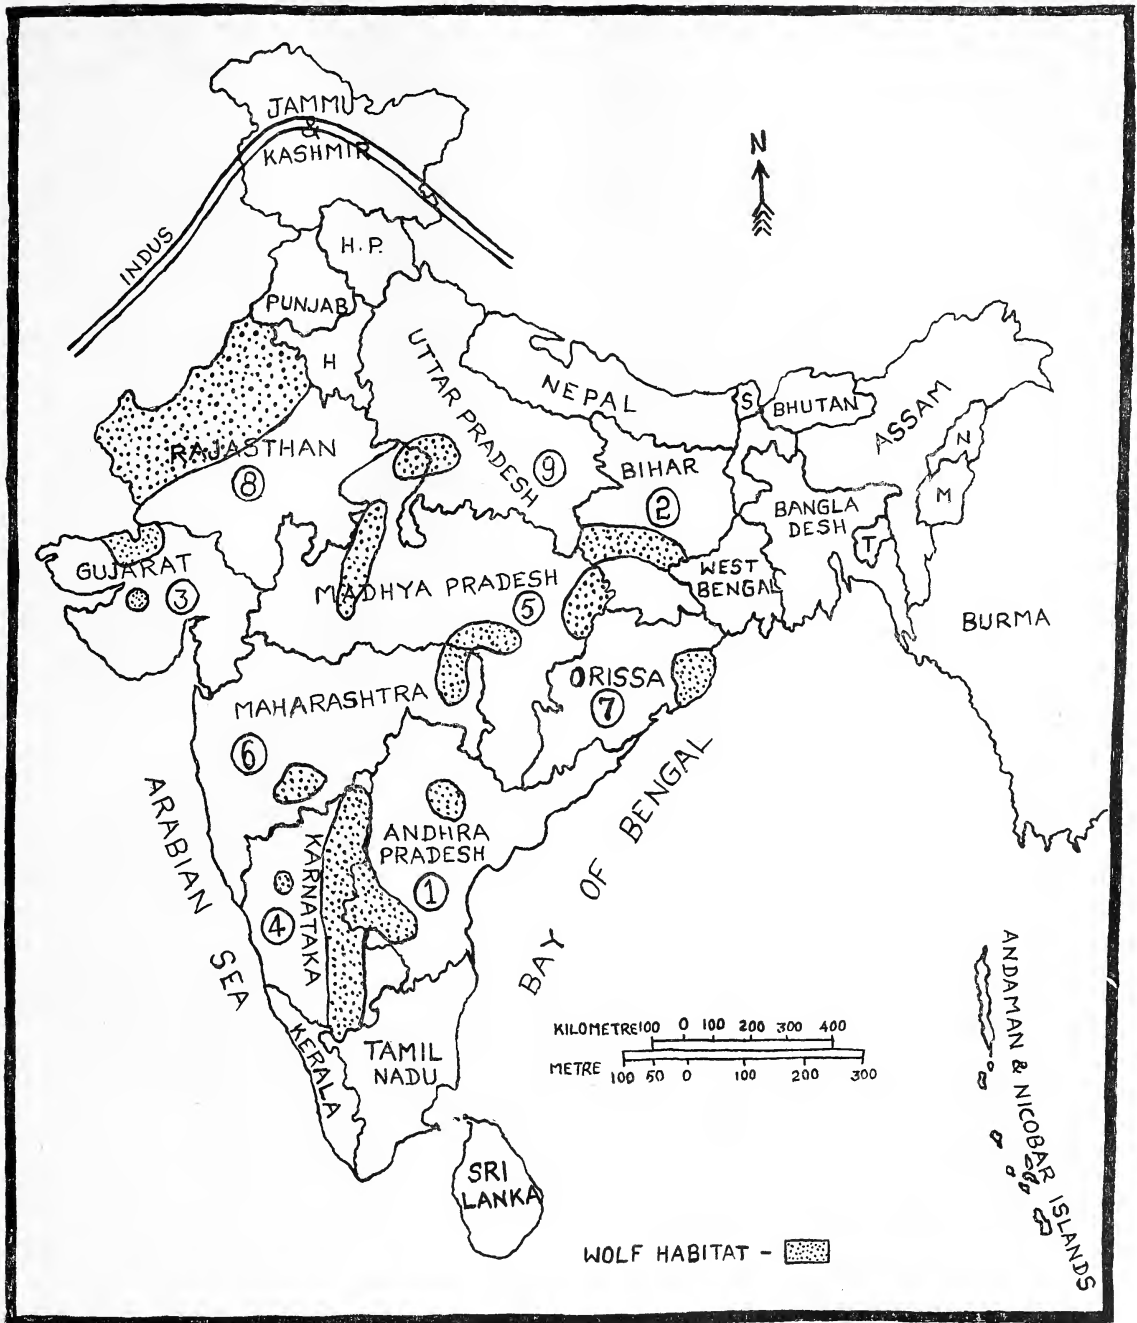 JAMMU
&
KASHMIR
N
INDUS
H.P.
PUNJAB
H
UTTAR PRADESH
NEPAL
S
BHUTAN
ASSAM
RAJASTHAN
8
9
BIHAR
2
N
M
BANGLA
DESH
T
GUJARAT
3
MADHYA PRADESH
5
WEST
BENGAL
BURMA
ORISSA
7
MAHARASHTRA
6
ARABIAN SEA
BAY OF BENGAL
ANDHRA
PRADESH
1
KARNATAKA
4
KERALA
TAMIL
NADU
SRI
LANKA
KILOMETRE 100 0 100 200 300 400
METRE 100 50 0 100 200 300
ANDAMAN & NICOBAR ISLANDS
WOLF HABITAT -